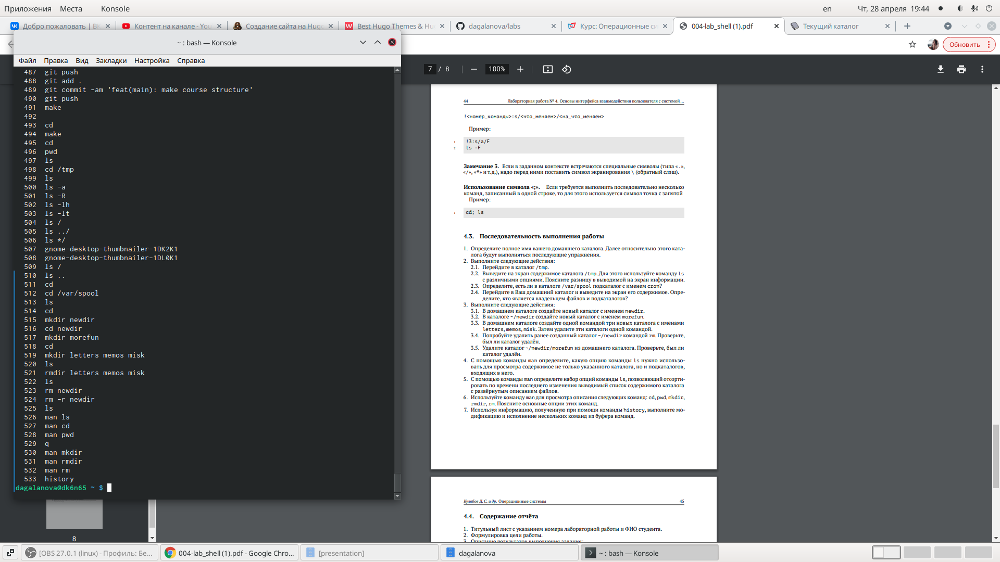 Приложения Места Konsole en Чт, 28 апреля 19:44
Добро пожаловать | ВК
Контент на канале - You
Создание сайта на Hugo
Best Hugo Themes & Hu
dagalanova/labs
Курс: Операционные си
004-lab_shell (1).pdf
Текущий каталог
Обновить
~ : bash — Konsole
Файл Правка Вид Закладки Настройка Справка
7 / 8 100%
487 git push
488 git add .
489 git commit -am 'feat(main): make course structure'
490 git push
491 make
492
493 cd
494 make
495 cd
496 pwd
497 ls
498 cd /tmp
499 ls
500 ls -a
501 ls -R
502 ls -lh
503 ls -lt
504 ls /
505 ls ../
506 ls */
507 gnome-desktop-thumbnailer-1DK2K1
508 gnome-desktop-thumbnailer-1DL0K1
509 ls /
510 ls ..
511 cd
512 cd /var/spool
513 ls
514 cd
515 mkdir newdir
516 cd newdir
517 mkdir morefun
518 cd
519 mkdir letters memos misk
520 ls
521 rmdir letters memos misk
522 ls
523 rm newdir
524 rm -r newdir
525 ls
526 man ls
527 man cd
528 man pwd
529 q
530 man mkdir
531 man rmdir
532 man rm
533 history
dagalanova@dk6n65 ~ $
8
44 Лабораторная работа № 4. Основы интерфейса взаимодействия пользователя с системой ...
!<номер_команды>:s/<что_меняем>/<на_что_меняем>
Пример:
1 !3:s/a/F
2 ls -F
Замечание 3. Если в заданном контексте встречаются специальные символы (типа «.»,
«/», «*» и т.д.), надо перед ними поставить символ экранирования \ (обратный слэш).
Использование символа «;». Если требуется выполнить последовательно несколько
команд, записанный в одной строке, то для этого используется символ точка с запятой
Пример:
1 cd; ls
4.3. Последовательность выполнения работы
1. Определите полное имя вашего домашнего каталога. Далее относительно этого ката-
лога будут выполняться последующие упражнения.
2. Выполните следующие действия:
2.1. Перейдите в каталог /tmp.
2.2. Выведите на экран содержимое каталога /tmp. Для этого используйте команду ls
с различными опциями. Поясните разницу в выводимой на экран информации.
2.3. Определите, есть ли в каталоге /var/spool подкаталог с именем cron?
2.4. Перейдите в Ваш домашний каталог и выведите на экран его содержимое. Опре-
делите, кто является владельцем файлов и подкаталогов?
3. Выполните следующие действия:
3.1. В домашнем каталоге создайте новый каталог с именем newdir.
3.2. В каталоге ~/newdir создайте новый каталог с именем morefun.
3.3. В домашнем каталоге создайте одной командой три новых каталога с именами
letters, memos, misk. Затем удалите эти каталоги одной командой.
3.4. Попробуйте удалить ранее созданный каталог ~/newdir командой rm. Проверьте,
был ли каталог удалён.
3.5. Удалите каталог ~/newdir/morefun из домашнего каталога. Проверьте, был ли
каталог удалён.
4. С помощью команды man определите, какую опцию команды ls нужно использо-
вать для просмотра содержимое не только указанного каталога, но и подкаталогов,
входящих в него.
5. С помощью команды man определите набор опций команды ls, позволяющий отсорти-
ровать по времени последнего изменения выводимый список содержимого каталога
с развёрнутым описанием файлов.
6. Используйте команду man для просмотра описания следующих команд: cd, pwd, mkdir,
rmdir, rm. Поясните основные опции этих команд.
7. Используя информацию, полученную при помощи команды history, выполните мо-
дификацию и исполнение нескольких команд из буфера команд.
Кулябов Д. С. и др. Операционные системы 45
4.4. Содержание отчёта
1. Титульный лист с указанием номера лабораторной работы и ФИО студента.
2. Формулировка цели работы.
3. Описание результатов выполнения задания:
[OBS 27.0.1 (linux) - Профиль: Бе...
004-lab_shell (1).pdf - Google Chro...
[presentation]
dagalanova
~ : bash — Konsole